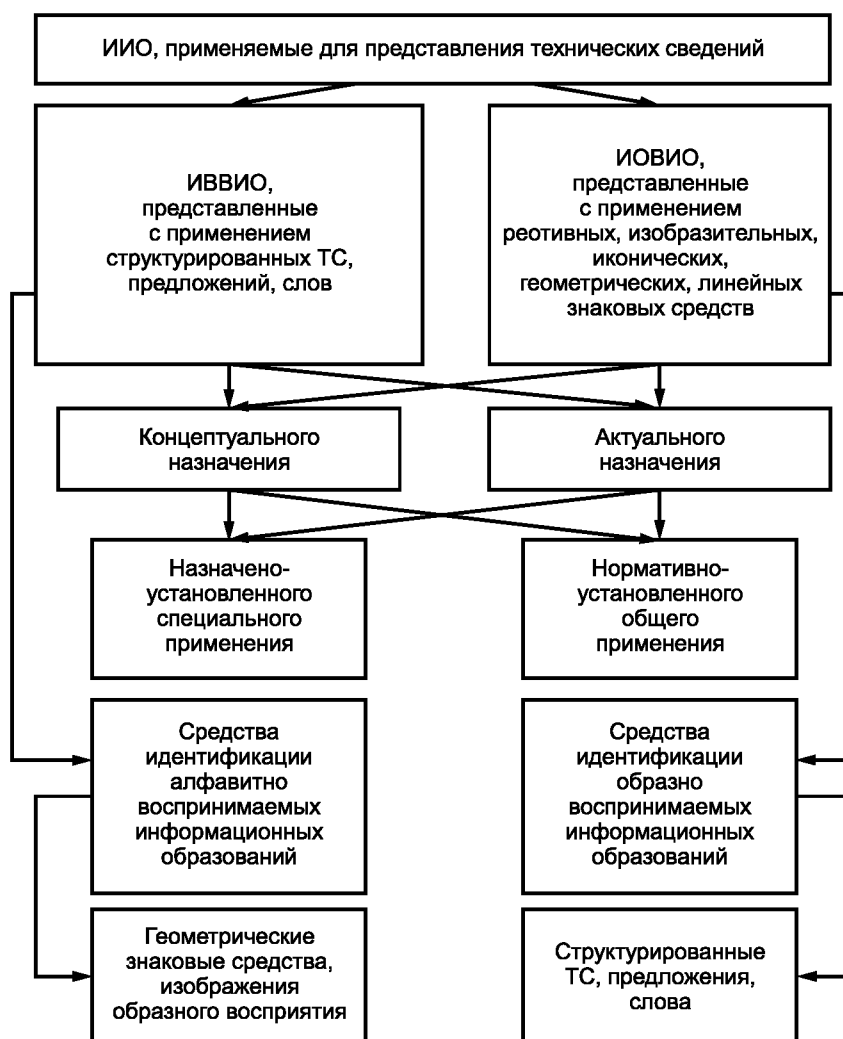 ИИО, применяемые для представления технических сведений
ИВВИО,
представленные
с применением
структурированных ТС,
предложений, слов
ИОВИО,
представленные
с применением
реотивных, изобразительных,
иконических,
геометрических, линейных
знаковых средств
Концептуального
назначения
Актуального
назначения
Назначено-
установленного
специального
применения
Нормативно-
установленного
общего
применения
Средства
идентификации
алфавитно
воспринимаемых
информационных
образований
Средства
идентификации
образно
воспринимаемых
информационных
образований
Геометрические
знаковые средства,
изображения
образного восприятия
Структурированные
ТС, предложения,
слова